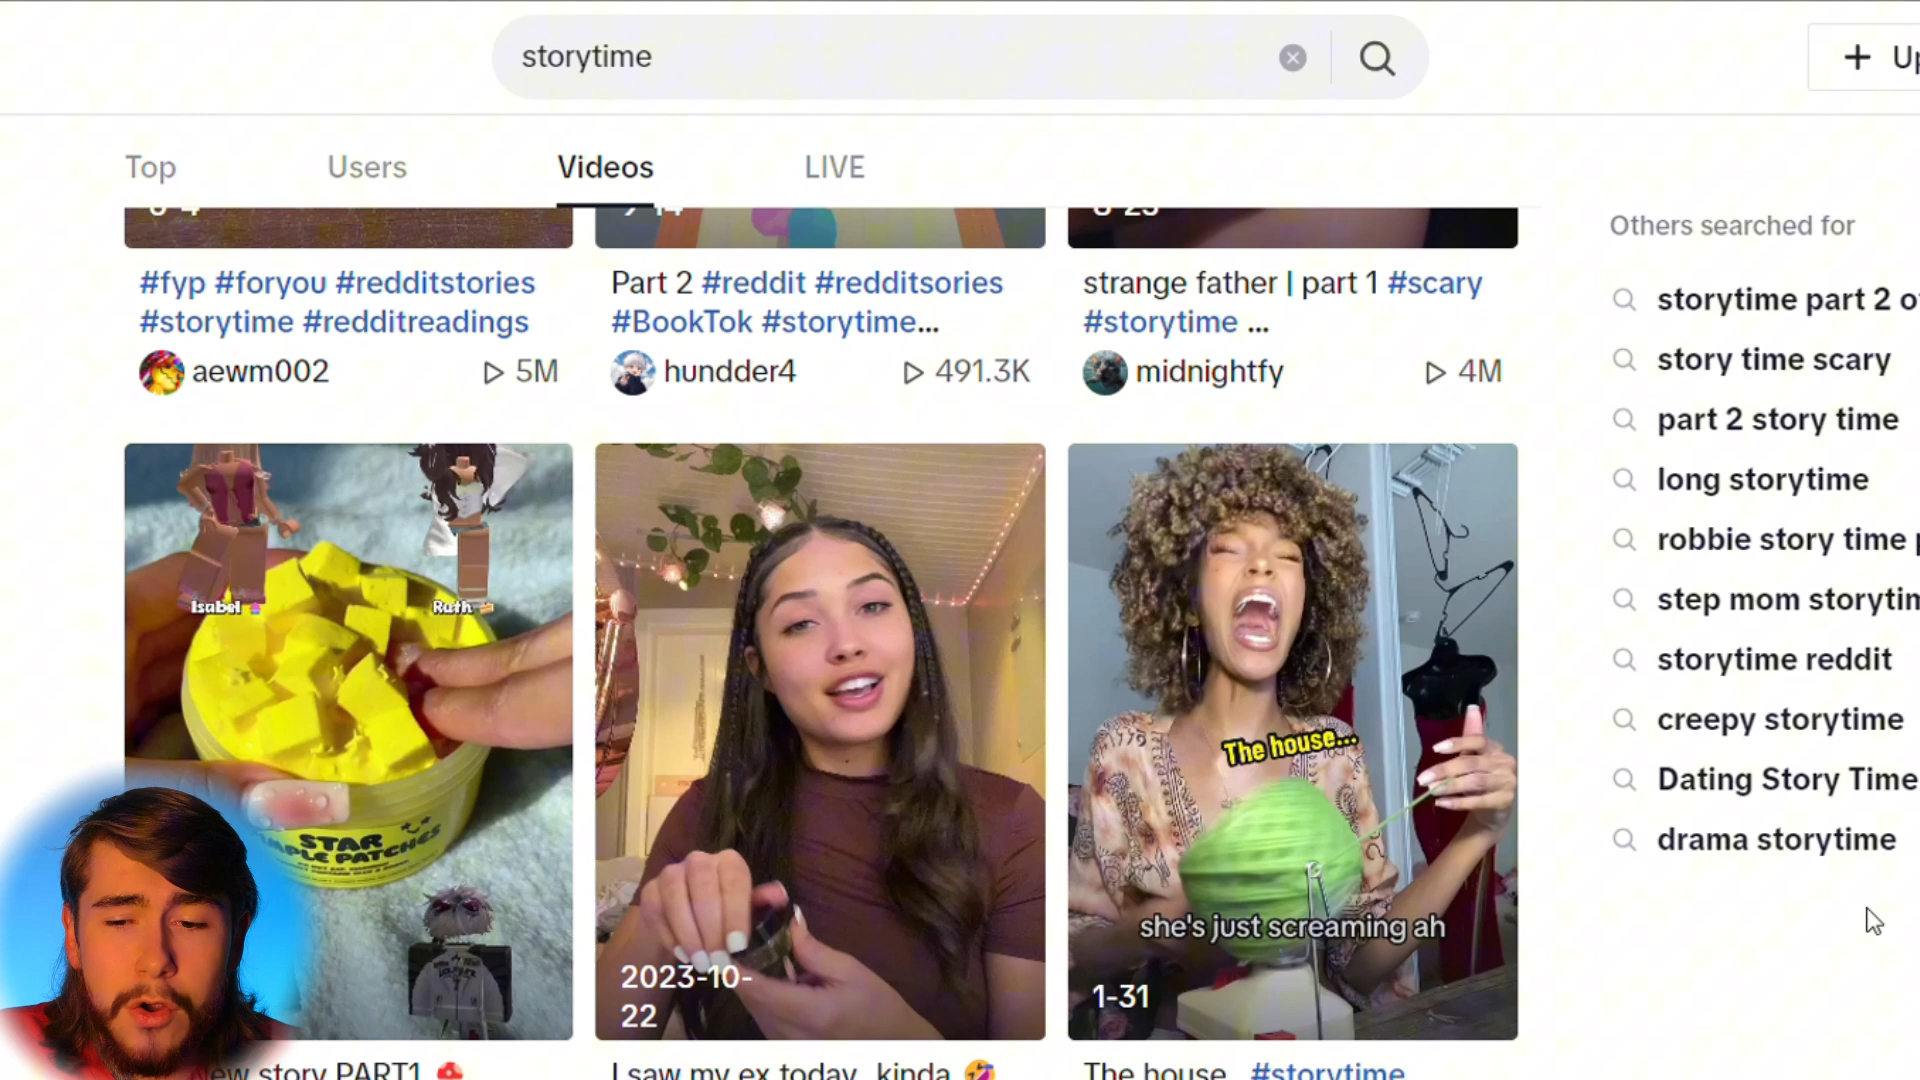 storytime
Up
Top
Users
Videos
LIVE
Others searched for
#fyp #foryou #redditstories
#storytime #redditreadings
aewm002
5M
Part 2 #reddit #redditsories
#BookTok #storytime...
hundder4
491.3K
strange father | part 1 #scary
#storytime ...
midnightfy
4M
storytime part 2 o
story time scary
part 2 story time
long storytime
robbie story time p
step mom storytim
storytime reddit
creepy storytime
Dating Story Time
drama storytime
Isabel
Ruth
STAR
PATCHES
2023-10-
22
The house...
she's just screaming ah
1-31
ew story PART1
I saw my ex today.. kinda
The house.. #storytime